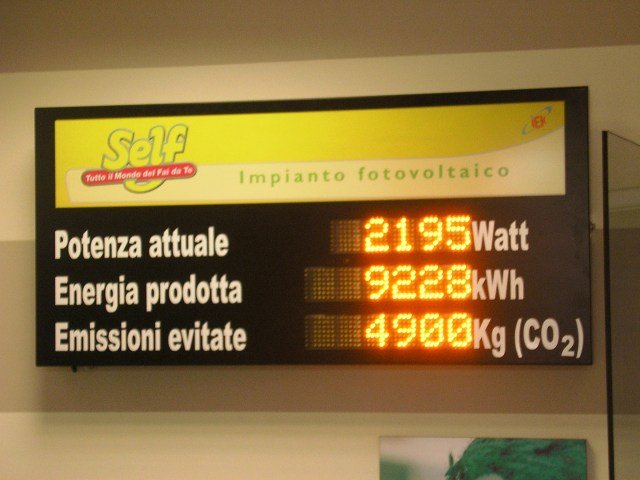 Self
Tutto il Mondo del Fai da Te
IEK
Impianto fotovoltaico
Potenza attuale 2195 Watt
Energia prodotta 9228 kWh
Emissioni evitate 4900 Kg (CO₂)